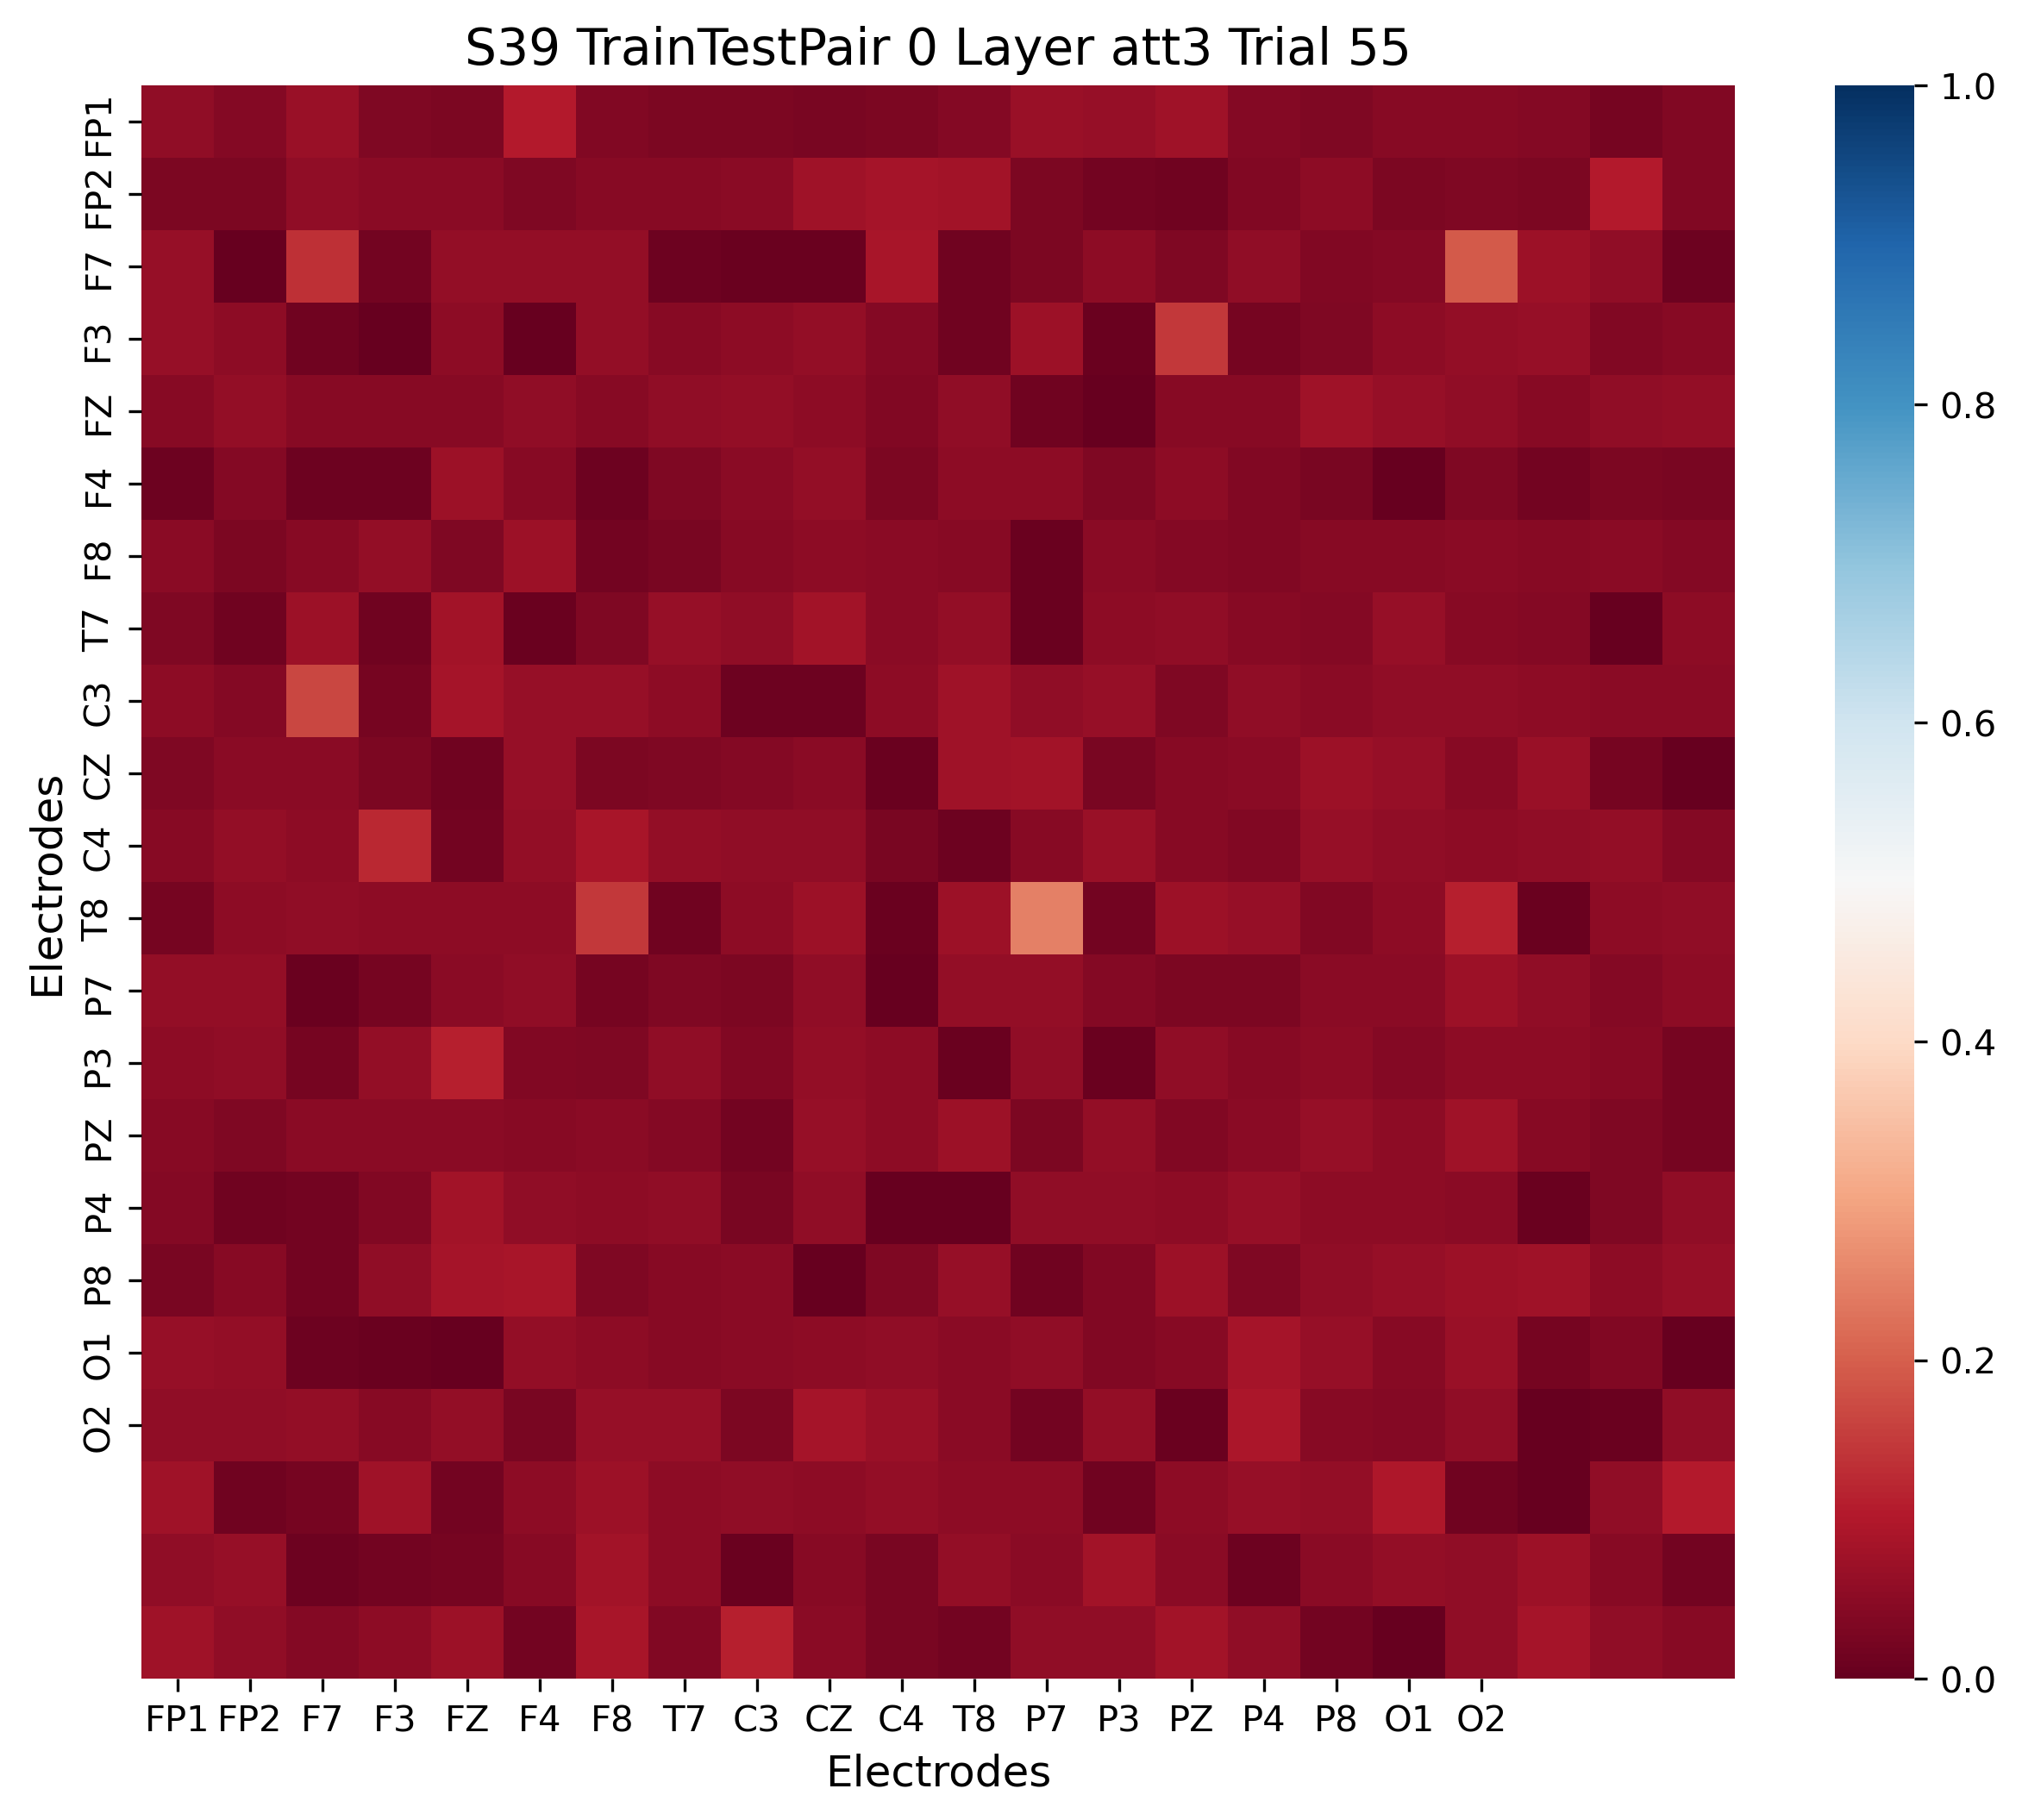 S39 TrainTestPair 0 Layer att3 Trial 55
Electrodes
FP1
FP2
F7
F3
FZ
F4
F8
T7
C3
CZ
C4
T8
P7
P3
PZ
P4
P8
O1
O2
FP1 FP2 F7 F3 FZ F4 F8 T7 C3 CZ C4 T8 P7 P3 PZ P4 P8 O1 O2
Electrodes
1.0
0.8
0.6
0.4
0.2
0.0